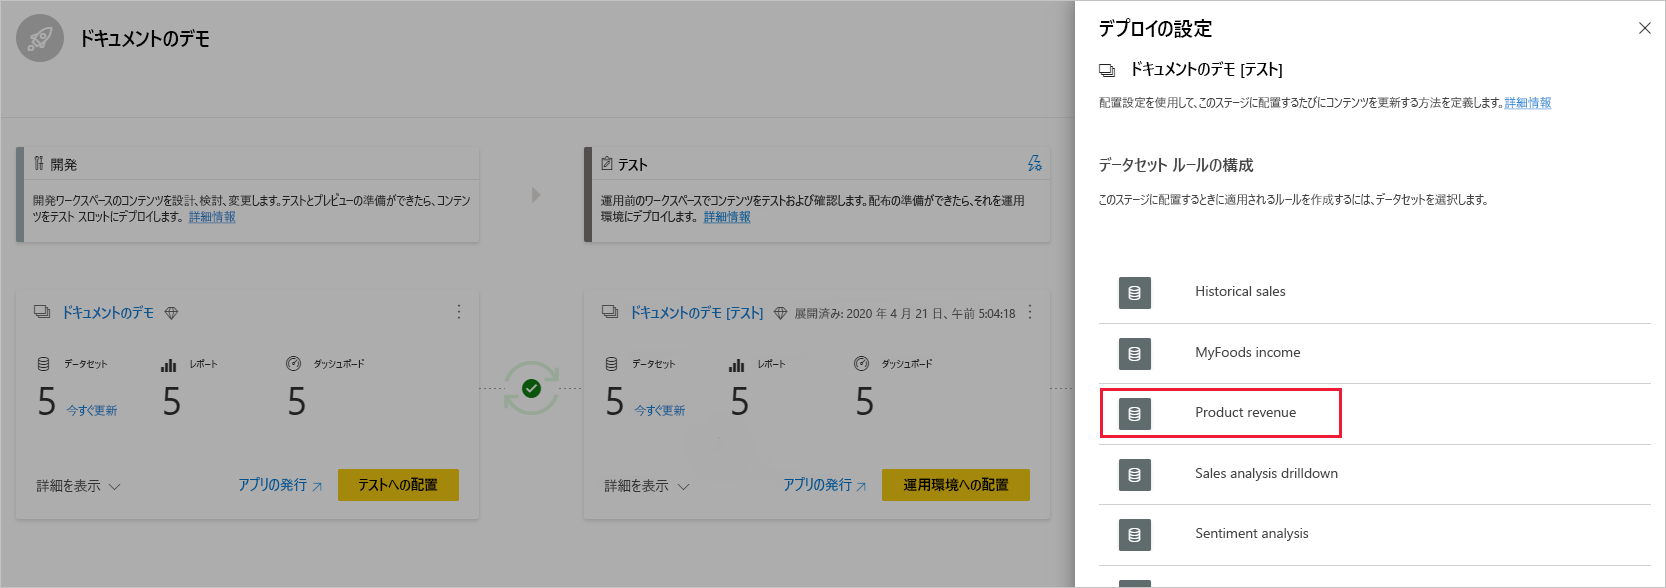 ドキュメントのデモ
開発
開発ワークスペースのコンテンツを設計、検討、変更します。テストとプレビューの準備ができたら、コンテン
ツをテスト スロットにデプロイします。 詳細情報
テスト
運用前のワークスペースでコンテンツをテストおよび確認します。配布の準備ができたら、それを運用
環境にデプロイします。 詳細情報
ドキュメントのデモ
データセット レポート ダッシュボード
5 今すぐ更新 5 5
詳細を表示 アプリの発行 テストへの配置
ドキュメントのデモ [テスト] 展開済み: 2020 年 4 月 21 日、午前 5:04:18
データセット レポート ダッシュボード
5 今すぐ更新 5 5
詳細を表示 アプリの発行 運用環境への配置
デプロイの設定
ドキュメントのデモ [テスト]
配置設定を使用して、このステージに配置するたびにコンテンツを更新する方法を定義します。詳細情報
データセット ルールの構成
このステージに配置するときに適用されるルールを作成するには、データセットを選択します。
Historical sales
MyFoods income
Product revenue
Sales analysis drilldown
Sentiment analysis